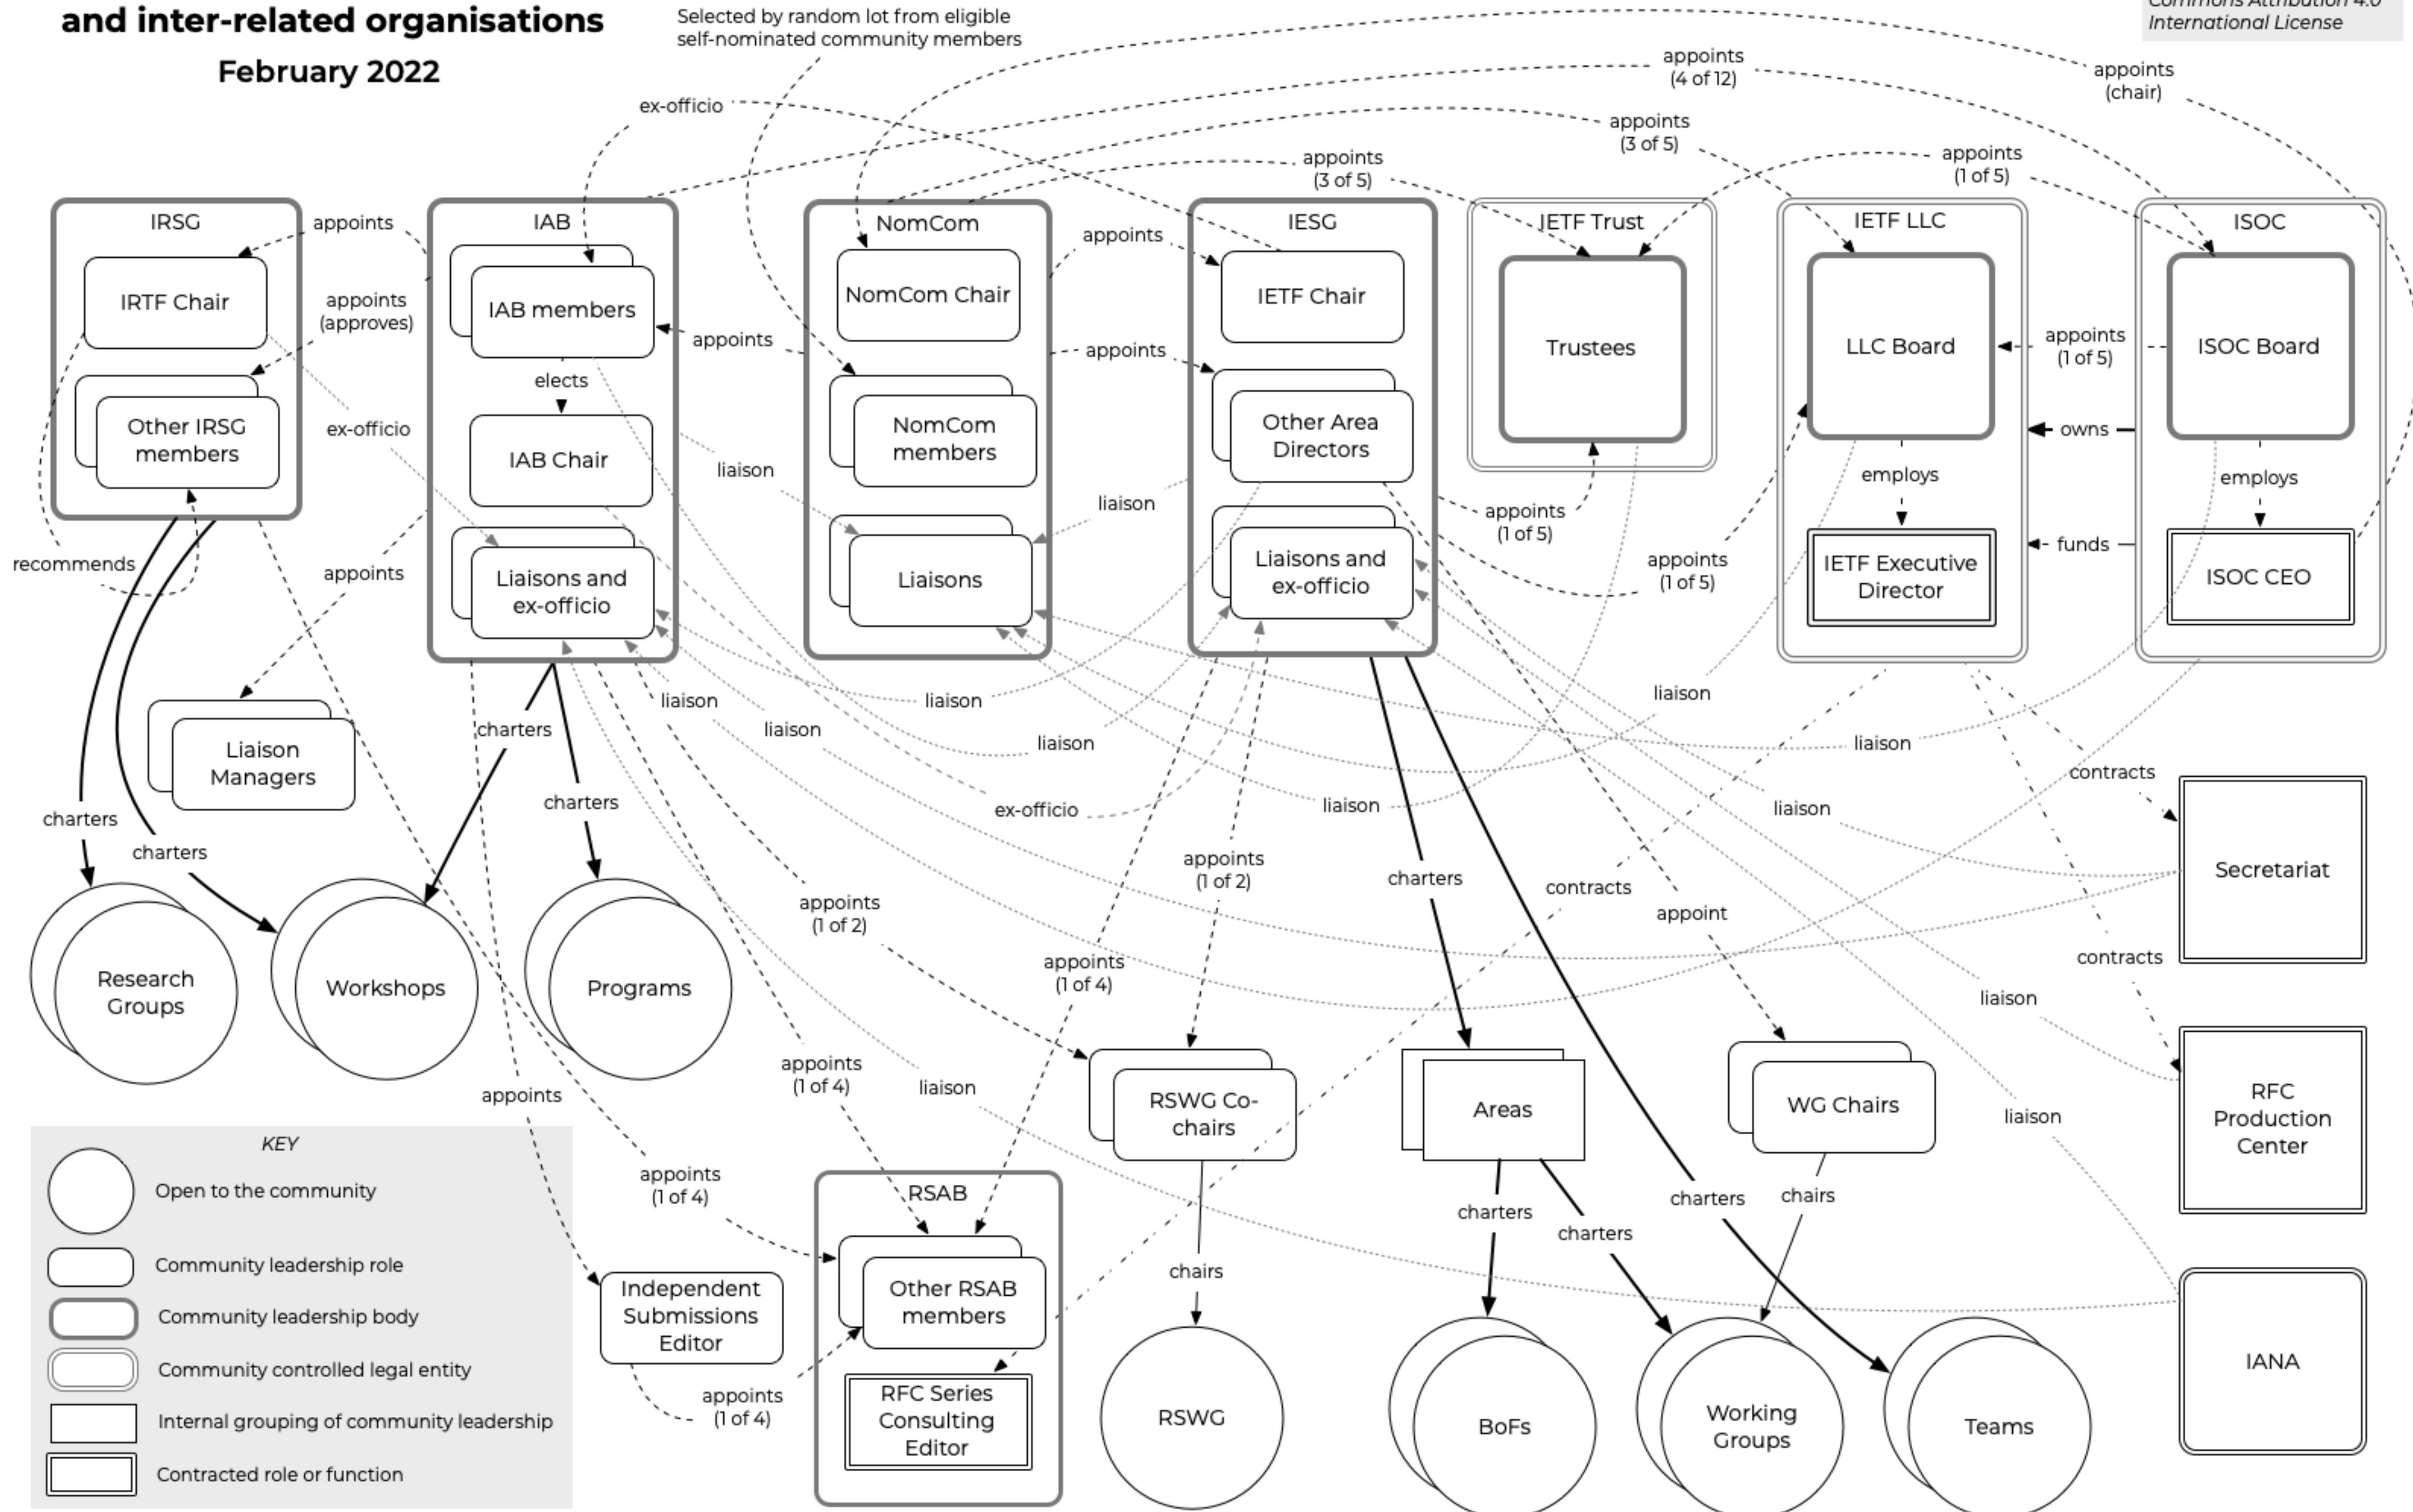 and inter-related organisations
February 2022
Selected by random lot from eligible
self-nominated community members
Commons Attribution 4.0
International License
appoints
(4 of 12)
appoints
(chair)
ex-officio
appoints
(3 of 5)
appoints
(3 of 5)
appoints
(1 of 5)
IRSG
appoints
IAB
NomCom
appoints
IESG
IETF Trust
IETF LLC
ISOC
IRTF Chair
appoints
(approves)
IAB members
appoints
NomCom Chair
appoints
IETF Chair
Trustees
LLC Board
appoints
(1 of 5)
ISOC Board
elects
Other IRSG
members
ex-officio
IAB Chair
liaison
NomCom
members
Other Area
Directors
liaison
owns
employs
employs
appoints
(1 of 5)
recommends
appoints
Liaisons and
ex-officio
Liaisons
Liaisons and
ex-officio
appoints
(1 of 5)
IETF Executive
Director
funds
ISOC CEO
Liaison
Managers
charters
liaison
liaison
liaison
liaison
liaison
liaison
contracts
charters
charters
charters
ex-officio
liaison
liaison
appoints
(1 of 2)
charters
contracts
appoint
Secretariat
appoints
(1 of 2)
appoints
(1 of 4)
contracts
Research
Groups
Workshops
Programs
liaison
appoints
appoints
(1 of 4)
liaison
RSWG Co-
chairs
Areas
WG Chairs
liaison
RFC
Production
Center
KEY
Open to the community
Community leadership role
Community leadership body
Community controlled legal entity
Internal grouping of community leadership
Contracted role or function
appoints
(1 of 4)
RSAB
charters
charters
charters
chairs
chairs
Independent
Submissions
Editor
Other RSAB
members
appoints
(1 of 4)
RFC Series
Consulting
Editor
RSWG
BoFs
Working
Groups
Teams
IANA